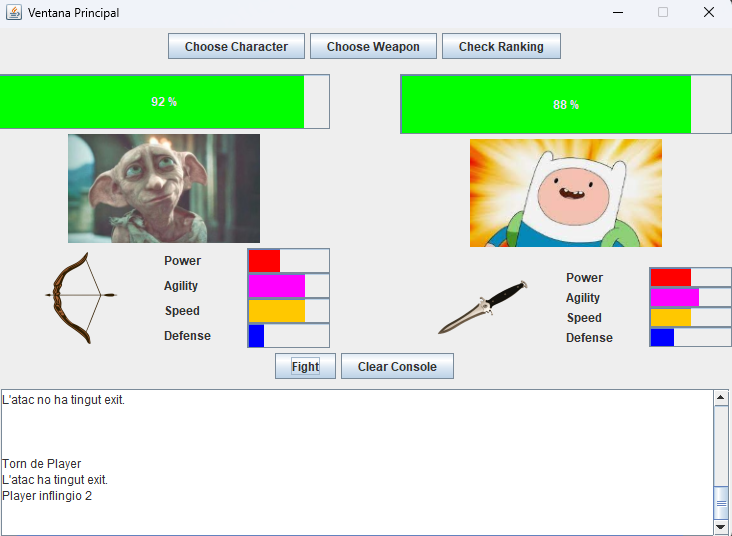 Ventana Principal
Choose Character
Choose Weapon
Check Ranking
92 %
88 %
Power
Agility
Speed
Defense
Power
Agility
Speed
Defense
Fight
Clear Console
L'atac no ha tingut exit.
Torn de Player
L'atac ha tingut exit.
Player inflingio 2